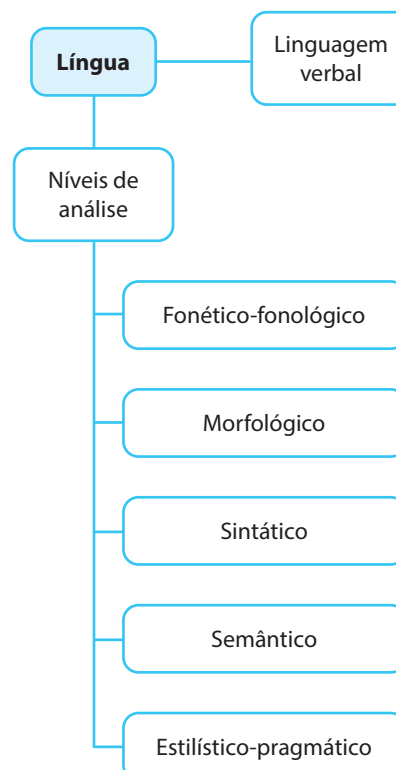 Língua
Linguagem
verbal
Níveis de
análise
Fonético-fonológico
Morfológico
Sintático
Semântico
Estilístico-pragmático